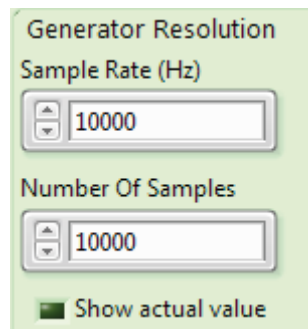 Generator Resolution
Sample Rate (Hz)
10000
Number Of Samples
10000
Show actual value